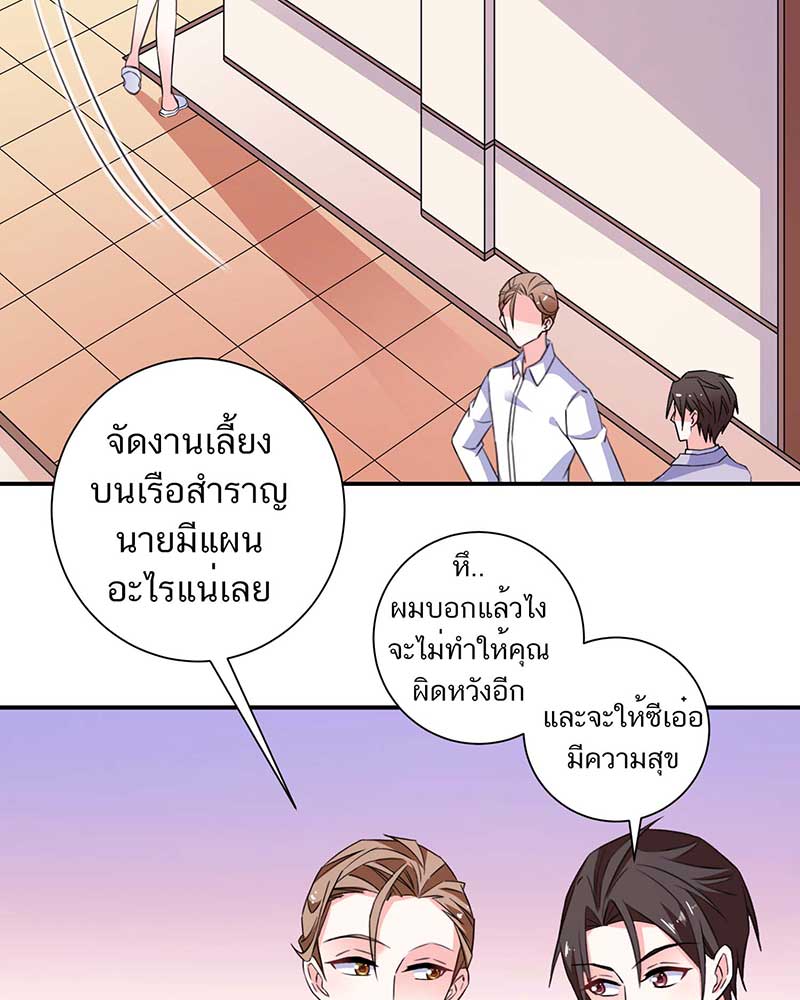 จัดงานเลี้ยง
บนเรือสำราญ
นายมีแผน
อะไรแน่เลย
หึ..
ผมบอกแล้วไง
จะไม่ทำให้คุณ
ผิดหวังอีก
และจะให้ซีเอ๋อ
มีความสุข